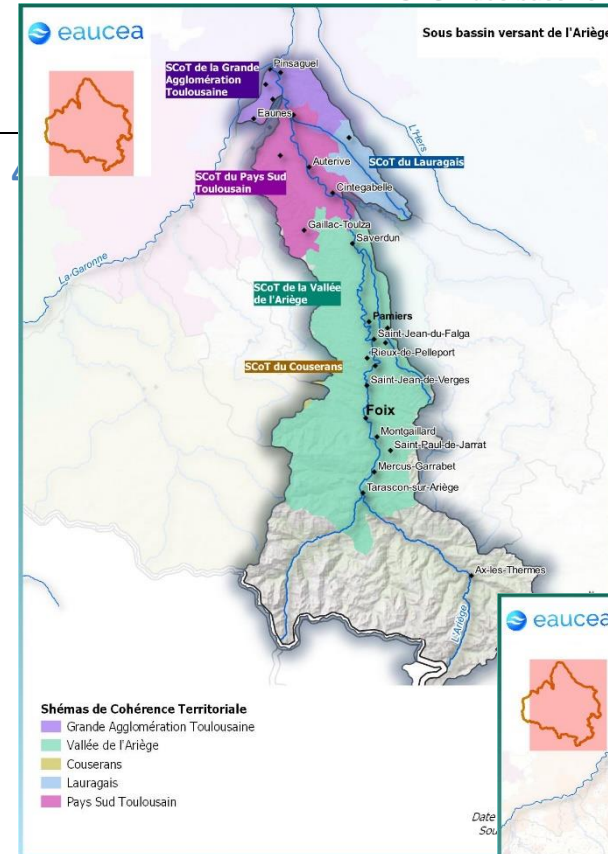 eaucea
Sous bassin versant de l'Ariège
SCoT de la Grande
Agglomération
Toulousaine
Pinsaguel
Eaunes
L'Hers
SCoT du Lauragais
Auterive
SCoT du Pays Sud
Toulousain
Cintegabelle
Gaillac-Toulza
Saverdun
La Garonne
SCoT de la Vallée
de l'Ariège
Pamiers
Saint-Jean-du-Falga
Rieux-de-Pelleport
SCoT du Couserans
Saint-Jean-de-Verges
Foix
Montgaillard
Saint-Paul-de-Jarrat
Mercus-Garrabet
Tarascon-sur-Ariège
Ax-les-Thermes
L'Ariège
eaucea
Shémas de Cohérence Territoriale
Grande Agglomération Toulousaine
Vallée de l'Ariège
Couserans
Lauragais
Pays Sud Toulousain
Date
Sou